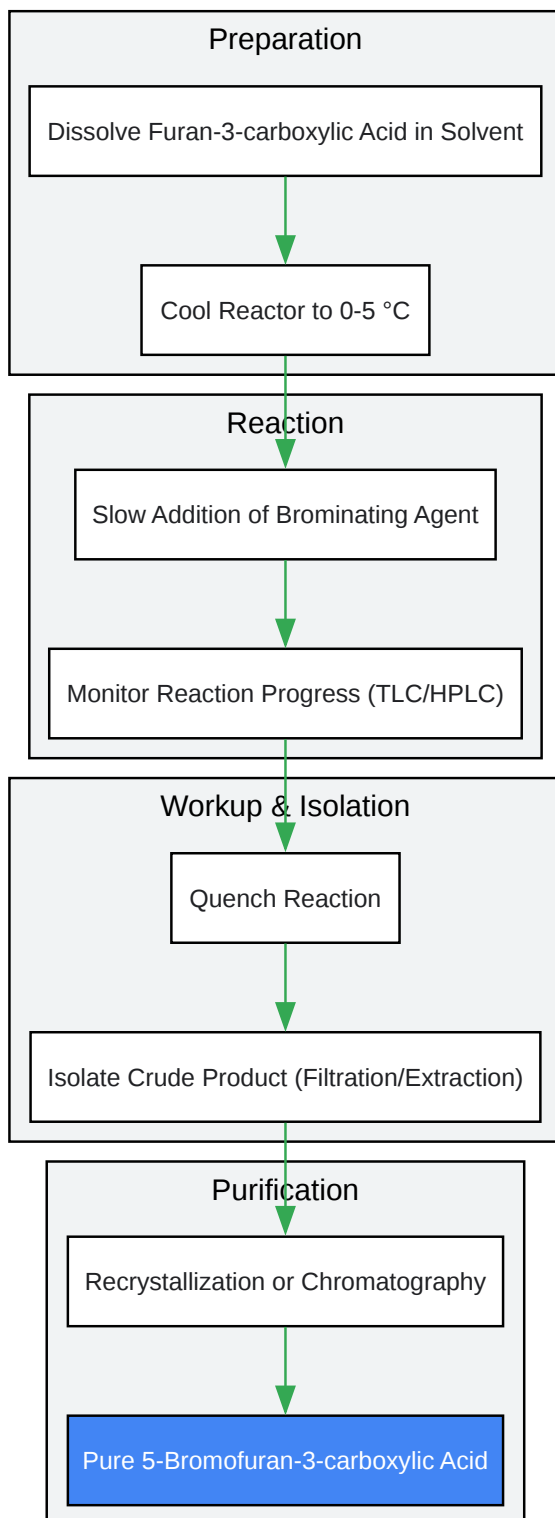 Preparation
Dissolve Furan-3-carboxylic Acid in Solvent
Cool Reactor to 0-5 °C
Reaction
Slow Addition of Brominating Agent
Monitor Reaction Progress (TLC/HPLC)
Workup & Isolation
Quench Reaction
Isolate Crude Product (Filtration/Extraction)
Purification
Recrystallization or Chromatography
Pure 5-Bromofuran-3-carboxylic Acid